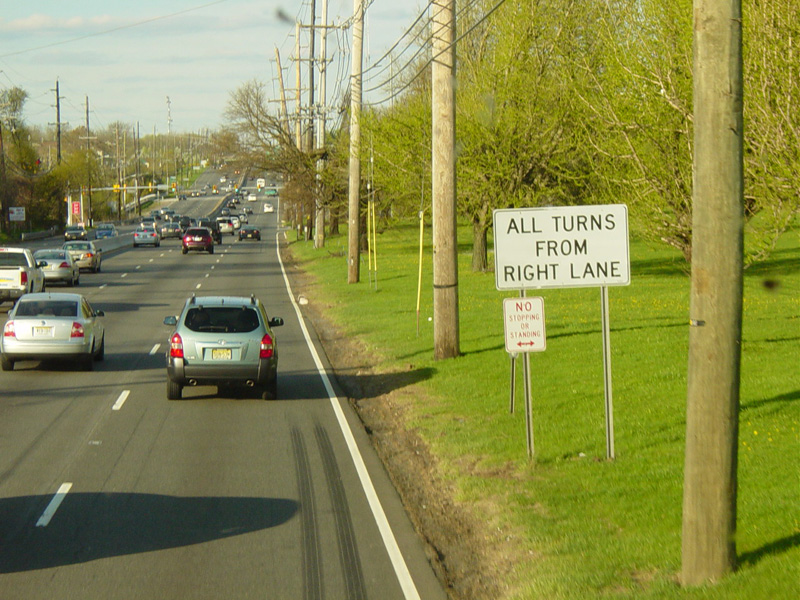 ALL TURNS
FROM
RIGHT LANE
NO
STOPPING
OR
STANDING